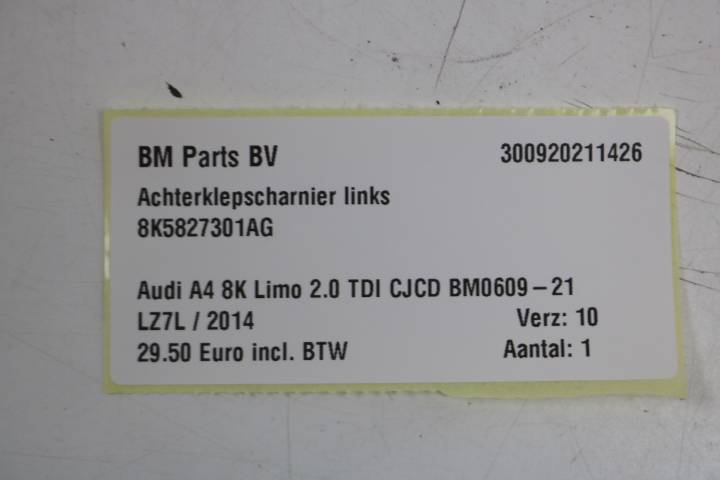 BM Parts BV 300920211426
Achterklepscharnier links
8K5827301AG
Audi A4 8K Limo 2.0 TDI CJCD BM0609-21
LZ7L / 2014 Verz: 10
29.50 Euro incl. BTW Aantal: 1